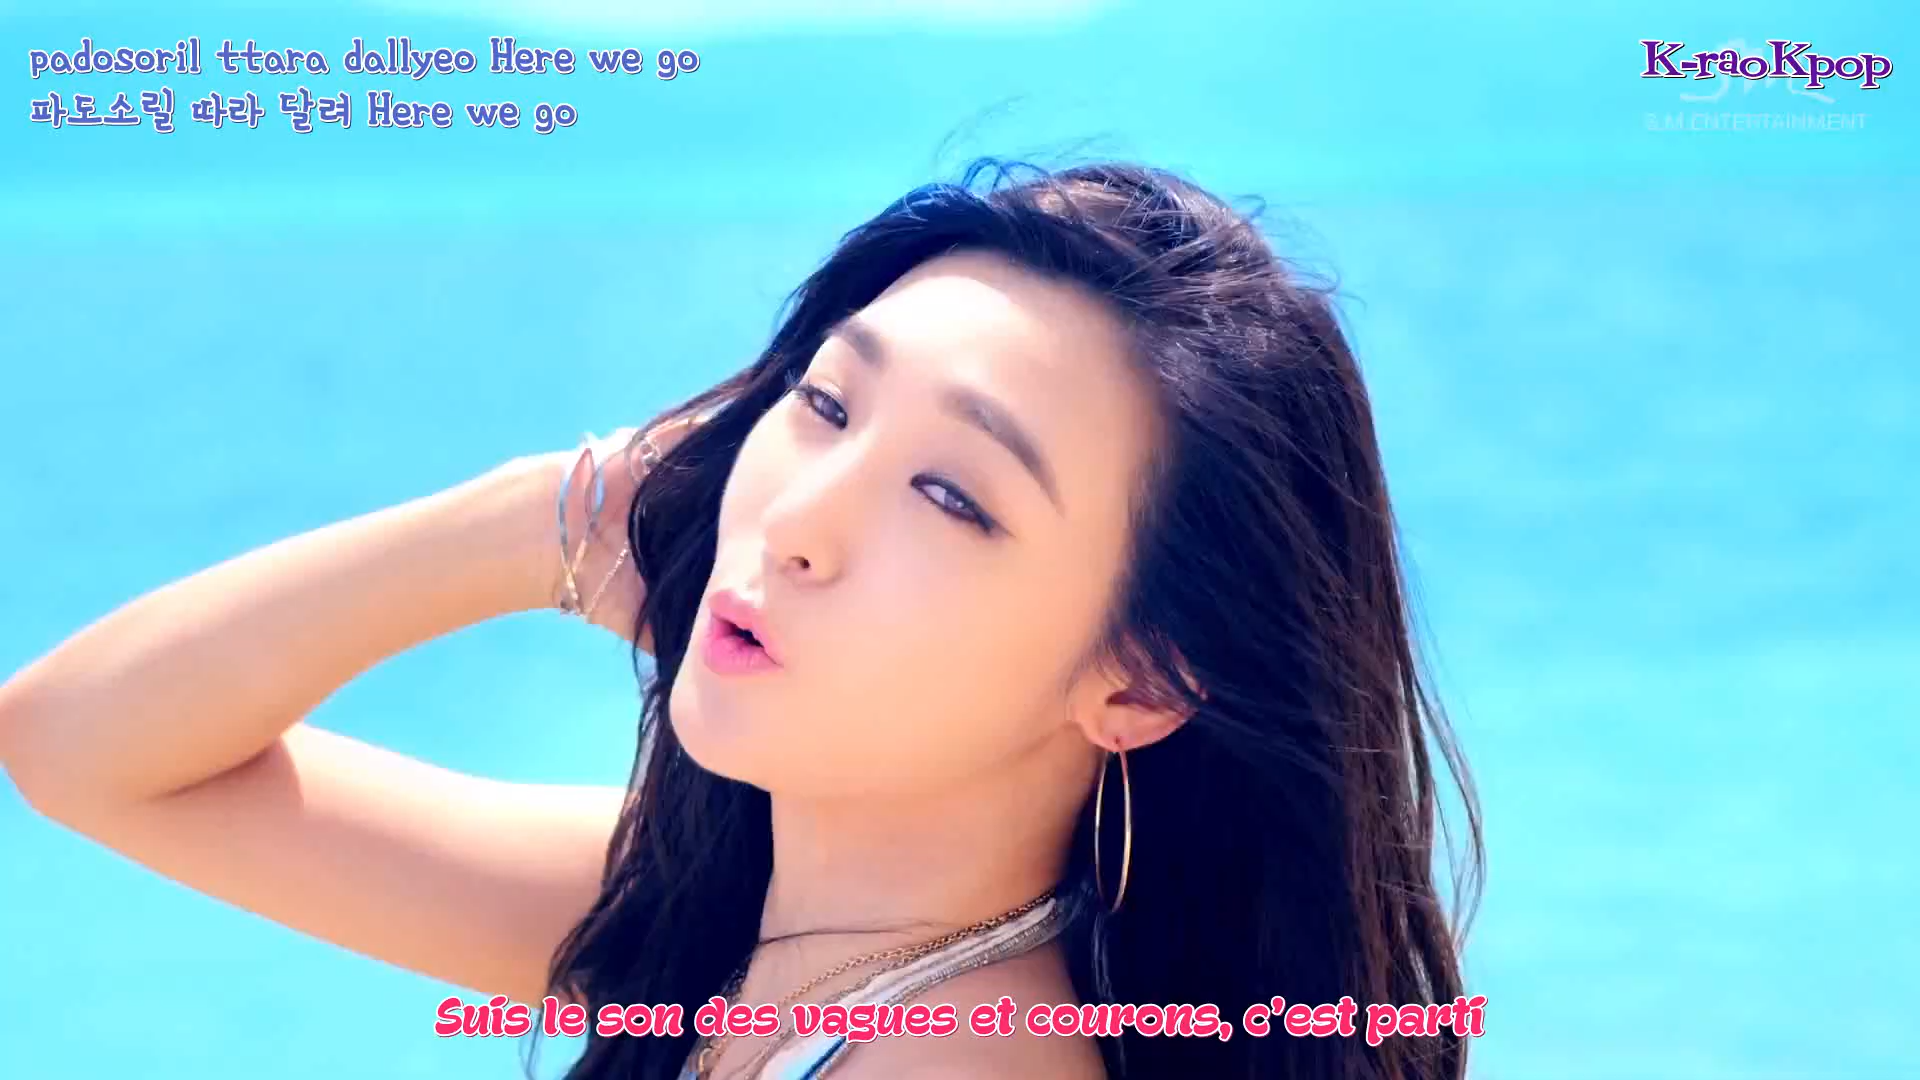 padosoril ttara dallyeo Here we go
파도소릴 따라 달려 Here we go
K-raoKpop
S.M.ENTERTAINMENT
Suis le son des vagues et courons, c'est parti